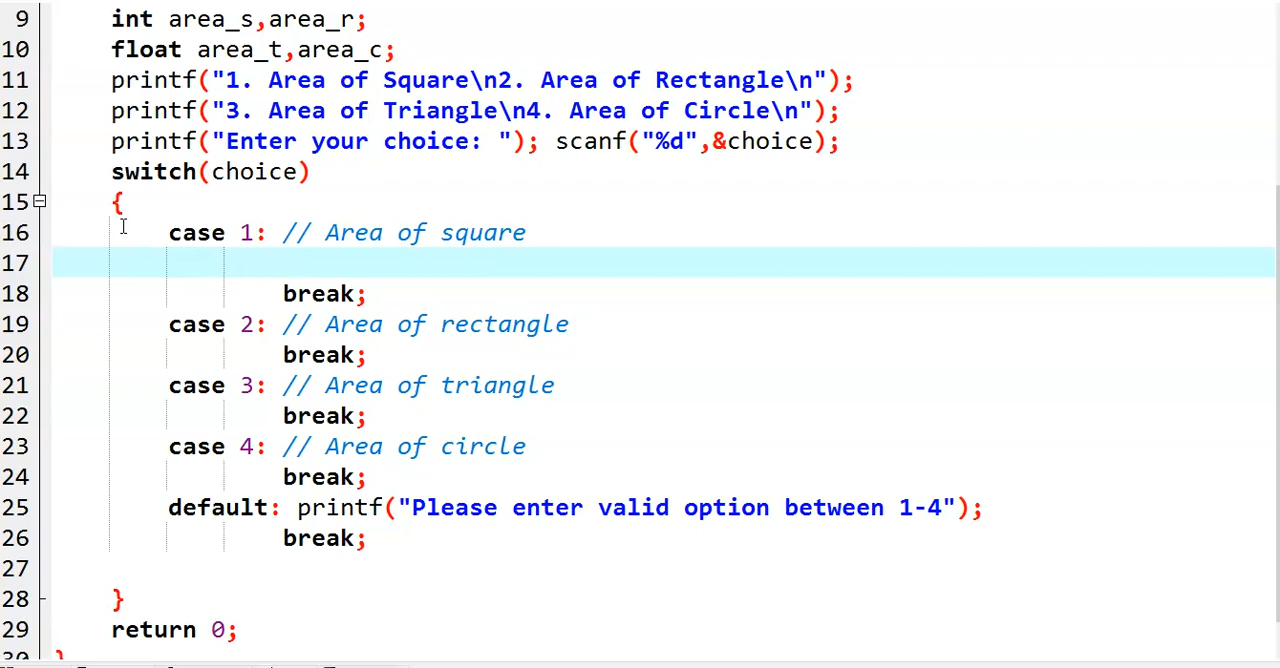 9 int area_s,area_r;
10 float area_t,area_c;
11 printf("1. Area of Square\n2. Area of Rectangle\n");
12 printf("3. Area of Triangle\n4. Area of Circle\n");
13 printf("Enter your choice: "); scanf("%d",&choice);
14 switch(choice)
15 {
16 case 1: // Area of square
17
18 break;
19 case 2: // Area of rectangle
20 break;
21 case 3: // Area of triangle
22 break;
23 case 4: // Area of circle
24 break;
25 default: printf("Please enter valid option between 1-4");
26 break;
27
28 }
29 return 0;
30 }